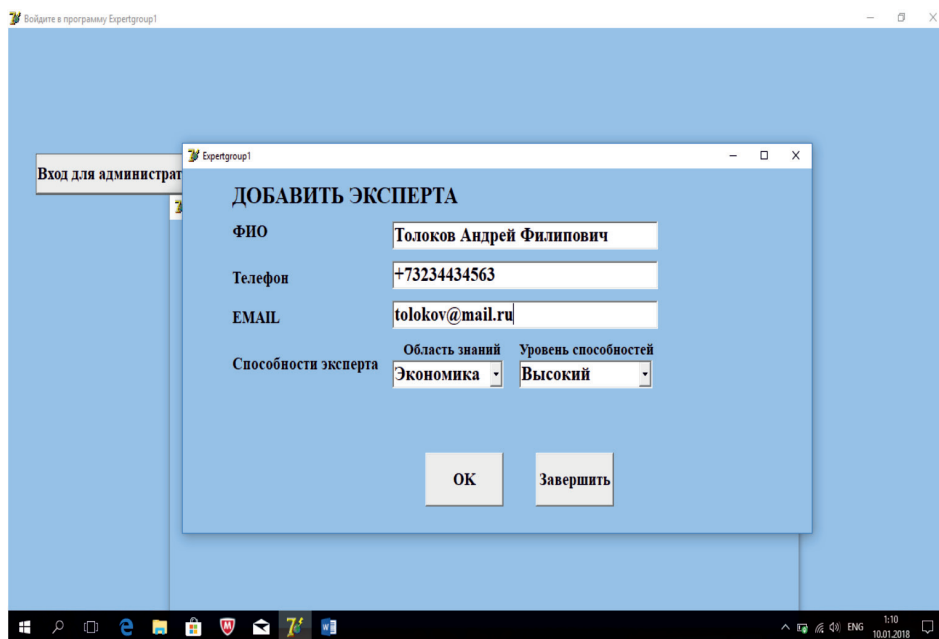 Войдите в программу Expertgroup1
Expertgroup1
Вход для администрат
ДОБАВИТЬ ЭКСПЕРТА
ФИО Толоков Андрей Филипович
Телефон +73234434563
EMAIL tolokov@mail.ru
Область знаний Уровень способностей
Способности эксперта Экономика Высокий
OK Завершить
ENG 1:10
10.01.2018